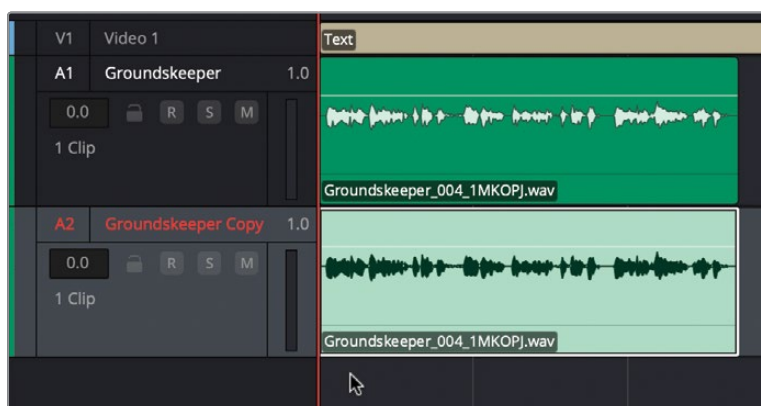 V1 Video 1 Text
A1 Groundskeeper 1.0
0.0 R S M
1 Clip
Groundskeeper_004_1MKOPJ.wav
A2 Groundskeeper Copy 1.0
0.0 R S M
1 Clip
Groundskeeper_004_1MKOPJ.wav